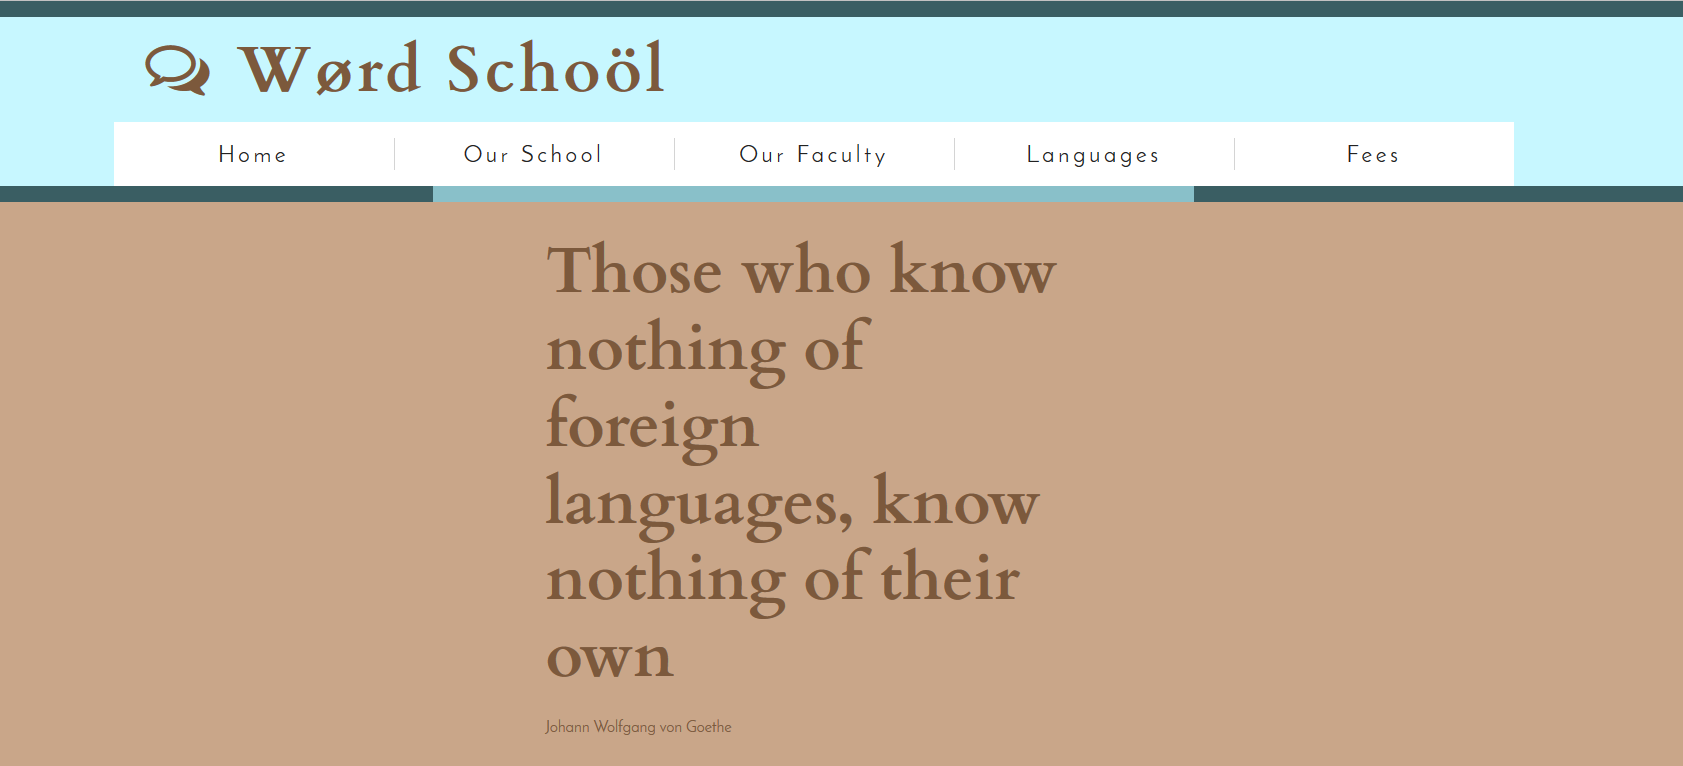 Wørd Schoöl
Home Our School Our Faculty Languages Fees
Those who know
nothing of
foreign
languages, know
nothing of their
own
Johann Wolfgang von Goethe